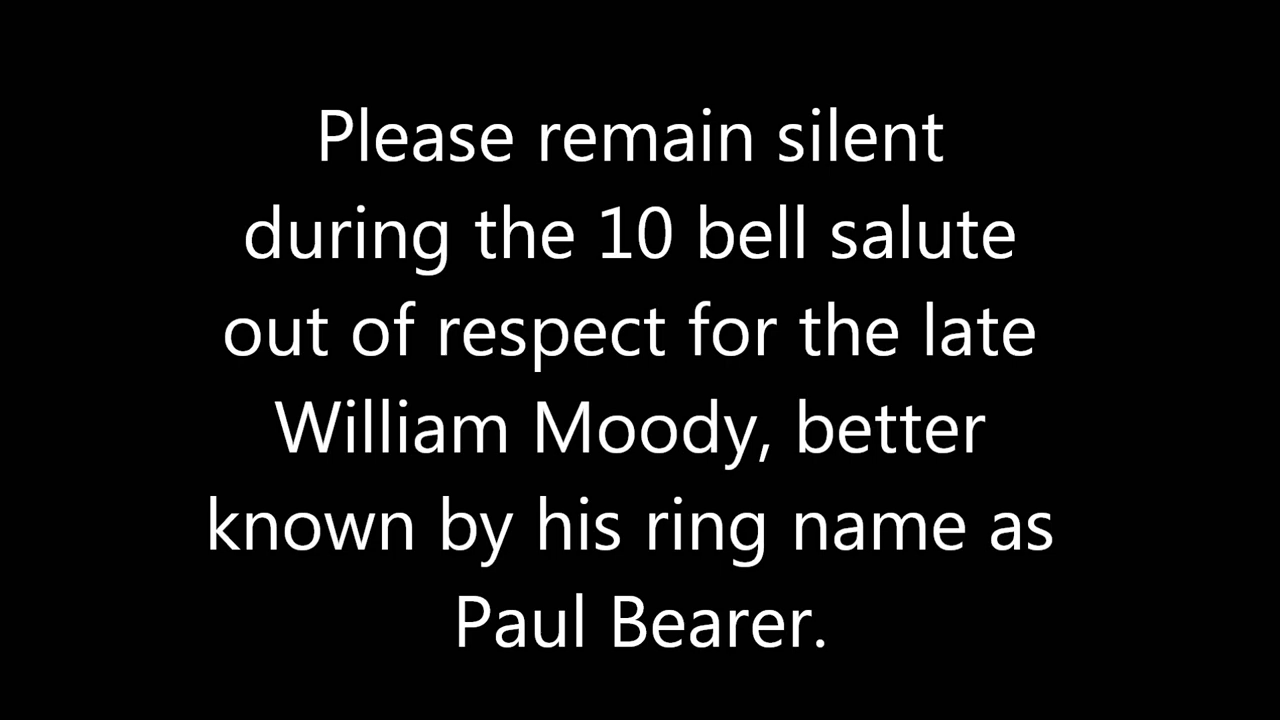 Please remain silent
during the 10 bell salute
out of respect for the late
William Moody, better
known by his ring name as
Paul Bearer.